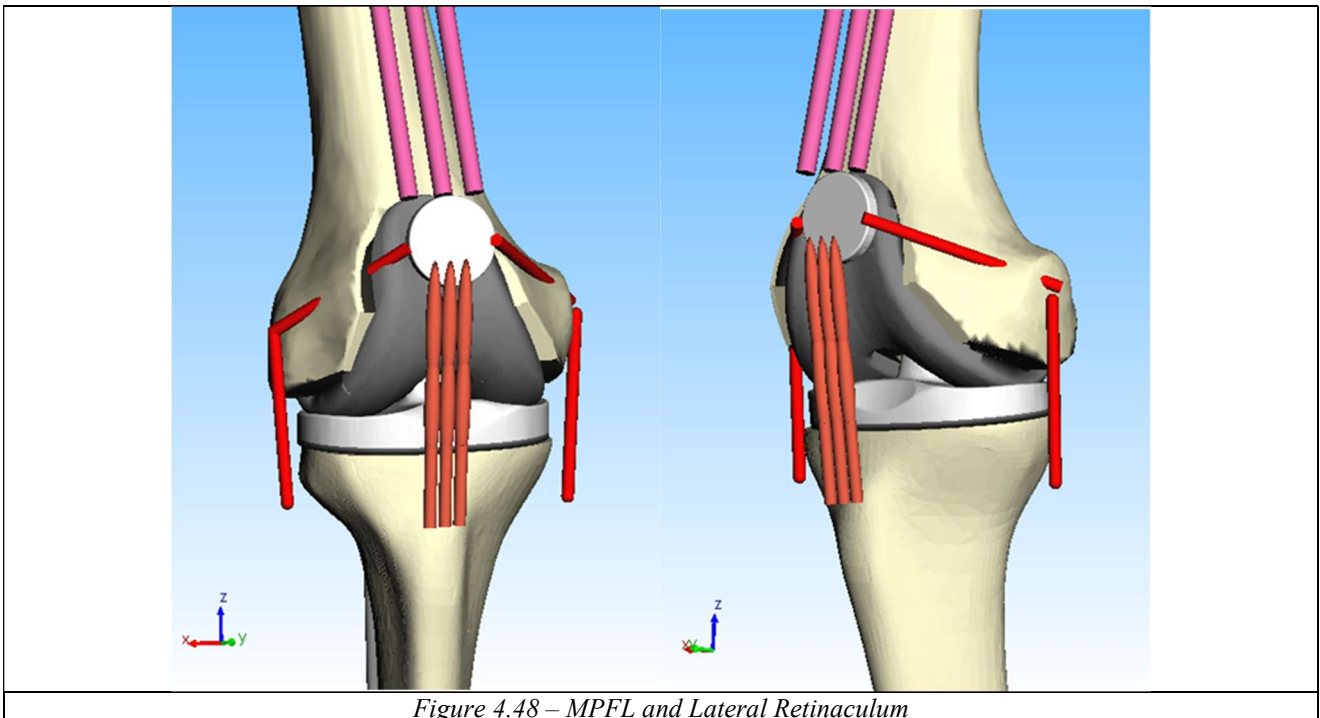 z
x
y
z
x
y
Figure 4.48 – MPFL and Lateral Retinaculum